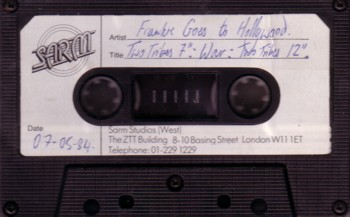 SARM
Artist Frankie Goes to Hollywood.
Title Two Tribes 7" - War - Two Tribes 12".
Date
07-05-84.
Sarm Studios (West)
The ZTT Building 8-10 Basing Street London W11 1ET
Telephone: 01-229 1229